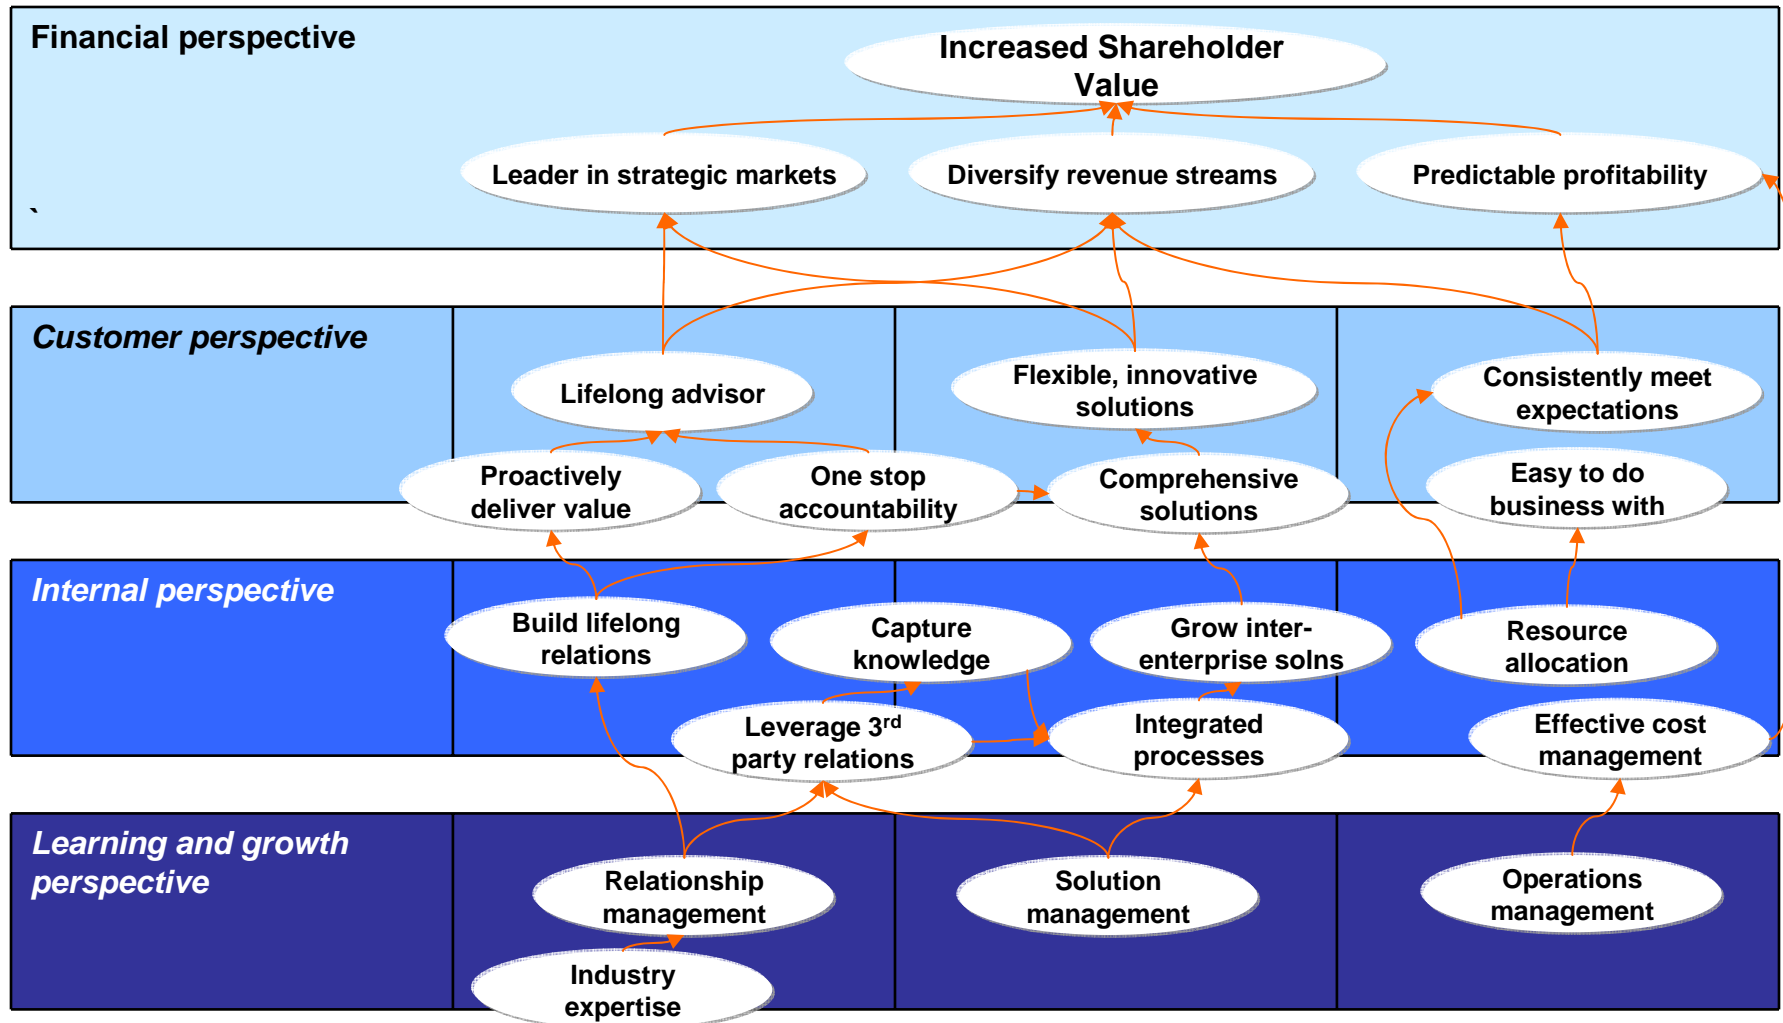 Financial perspective
Increased Shareholder
Value
Leader in strategic markets
Diversify revenue streams
Predictable profitability
`
Customer perspective
Lifelong advisor
Flexible, innovative
solutions
Consistently meet
expectations
Proactively
deliver value
One stop
accountability
Comprehensive
solutions
Easy to do
business with
Internal perspective
Build lifelong
relations
Capture
knowledge
Grow inter-
enterprise solns
Resource
allocation
Leverage 3rd
party relations
Integrated
processes
Effective cost
management
Learning and growth
perspective
Relationship
management
Solution
management
Operations
management
Industry
expertise